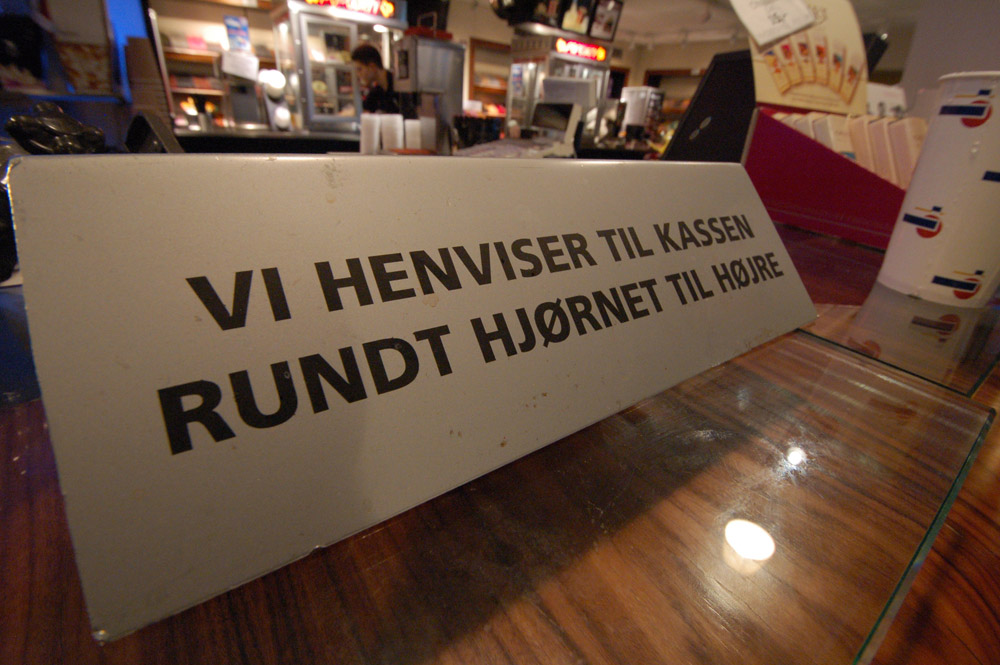 VI HENVISER TIL KASSEN
RUNDT HJØRNET TIL HØJRE